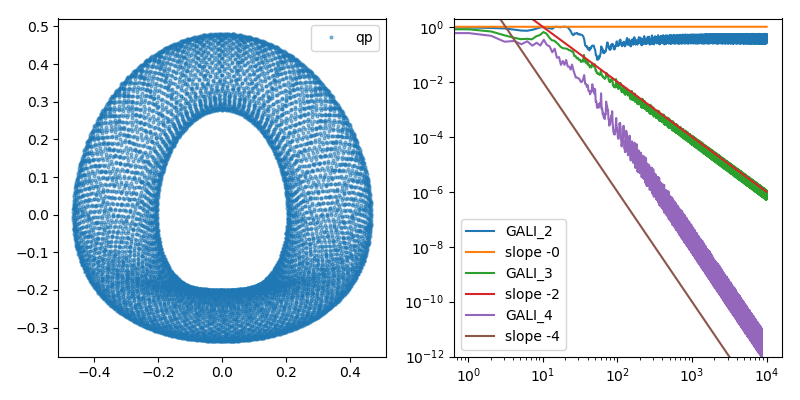 qp
0.5
0.4
0.3
0.2
0.1
0.0
−0.1
−0.2
−0.3
−0.4 −0.2 0.0 0.2 0.4
10^0
10^−2
10^−4
10^−6
10^−8
10^−10
10^−12
GALI_2
slope -0
GALI_3
slope -2
GALI_4
slope -4
10^0 10^1 10^2 10^3 10^4